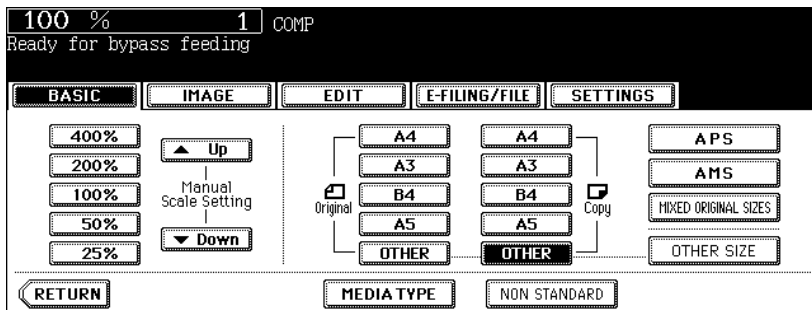 100 % 1 COMP
Ready for bypass feeding
BASIC IMAGE EDIT E-FILING/FILE SETTINGS
400% Up A4 A4 APS
200% A3 A3 AMS
100% Manual Scale Setting Original B4 B4 Copy MIXED ORIGINAL SIZES
50% A5 A5
25% Down OTHER OTHER OTHER SIZE
RETURN MEDIA TYPE NON STANDARD